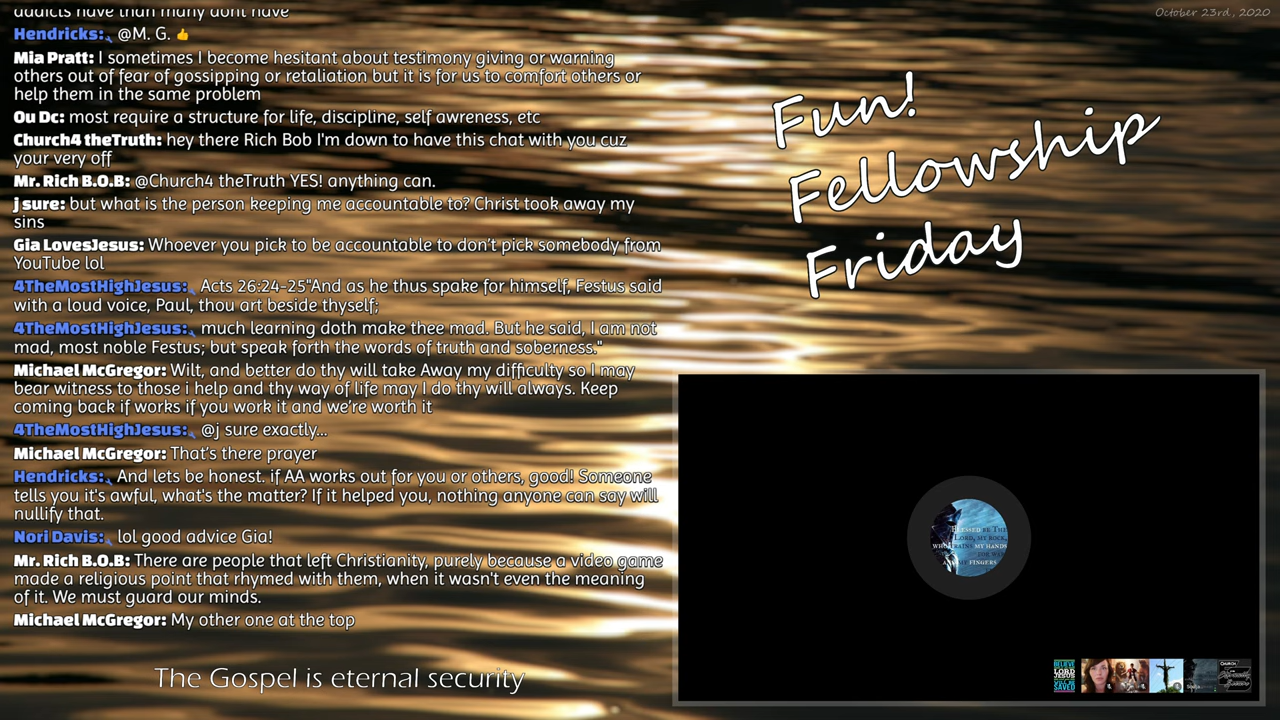 addicts have than many dont have
Hendricks: @M. G. 👍
Mia Pratt: I sometimes I become hesitant about testimony giving or warning
others out of fear of gossipping or retaliation but it is for us to comfort others or
help them in the same problem
Ou Dc: most require a structure for life, discipline, self awreness, etc
Church4 theTruth: hey there Rich Bob I'm down to have this chat with you cuz
your very off
Mr. Rich B.O.B: @Church4 theTruth YES! anything can.
j sure: but what is the person keeping me accountable to? Christ took away my
sins
Gia LovesJesus: Whoever you pick to be accountable to don't pick somebody from
YouTube lol
4TheMostHighJesus: Acts 26:24-25"And as he thus spake for himself, Festus said
with a loud voice, Paul, thou art beside thyself;
4TheMostHighJesus: much learning doth make thee mad. But he said, I am not
mad, most noble Festus; but speak forth the words of truth and soberness."
Michael McGregor: Wilt, and better do thy will take Away my difficulty so I may
bear witness to those i help and thy way of life may I do thy will always. Keep
coming back if works if you work it and we're worth it
4TheMostHighJesus: @j sure exactly...
Michael McGregor: That's there prayer
Hendricks: And lets be honest. if AA works out for you or others, good! Someone
tells you it's awful, what's the matter? If it helped you, nothing anyone can say will
nullify that.
Nori Davis: lol good advice Gia!
Mr. Rich B.O.B: There are people that left Christianity, purely because a video game
made a religious point that rhymed with them, when it wasn't even the meaning
of it. We must guard our minds.
Michael McGregor: My other one at the top
The Gospel is eternal security
October 23rd, 2020
Fun!
Fellowship
Friday
Blessed be The
Lord, my rock,
who trains my hands
for war
and my fingers
BELIEVE
LORD
JESUS
SAVED
CHURCH